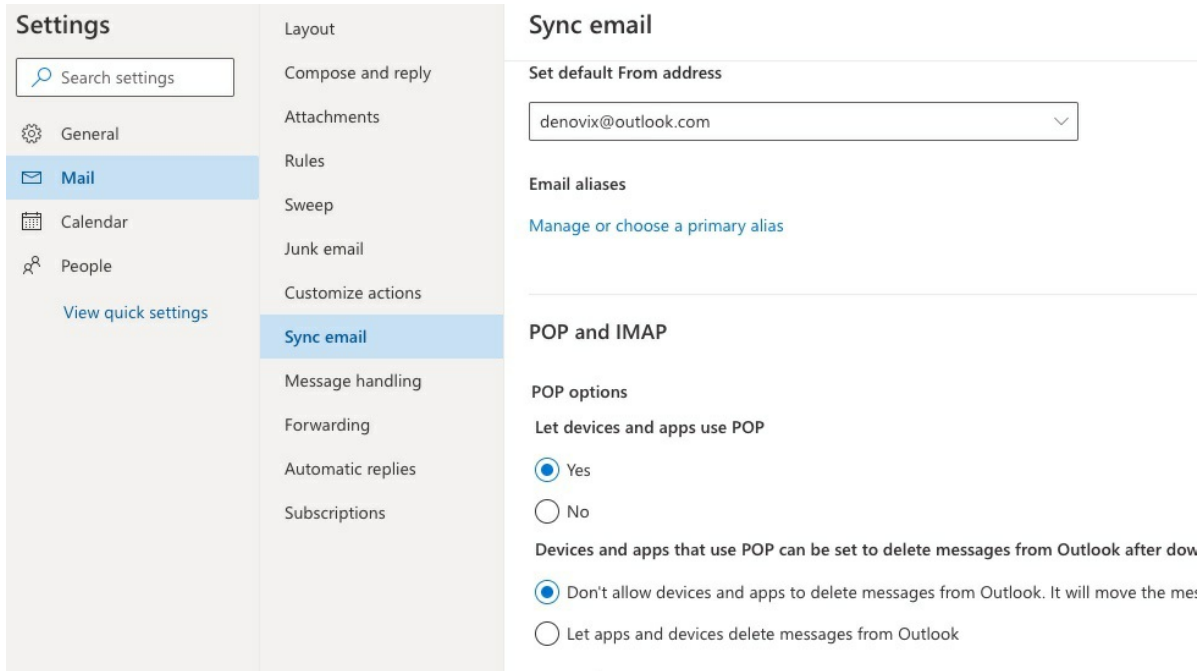 Settings
Search settings
General
Mail
Calendar
People
View quick settings
Layout
Compose and reply
Attachments
Rules
Sweep
Junk email
Customize actions
Sync email
Message handling
Forwarding
Automatic replies
Subscriptions
Sync email
Set default From address
denovix@outlook.com
Email aliases
Manage or choose a primary alias
POP and IMAP
POP options
Let devices and apps use POP
Yes
No
Devices and apps that use POP can be set to delete messages from Outlook after
Don't allow devices and apps to delete messages from Outlook. It will move the
Let apps and devices delete messages from Outlook